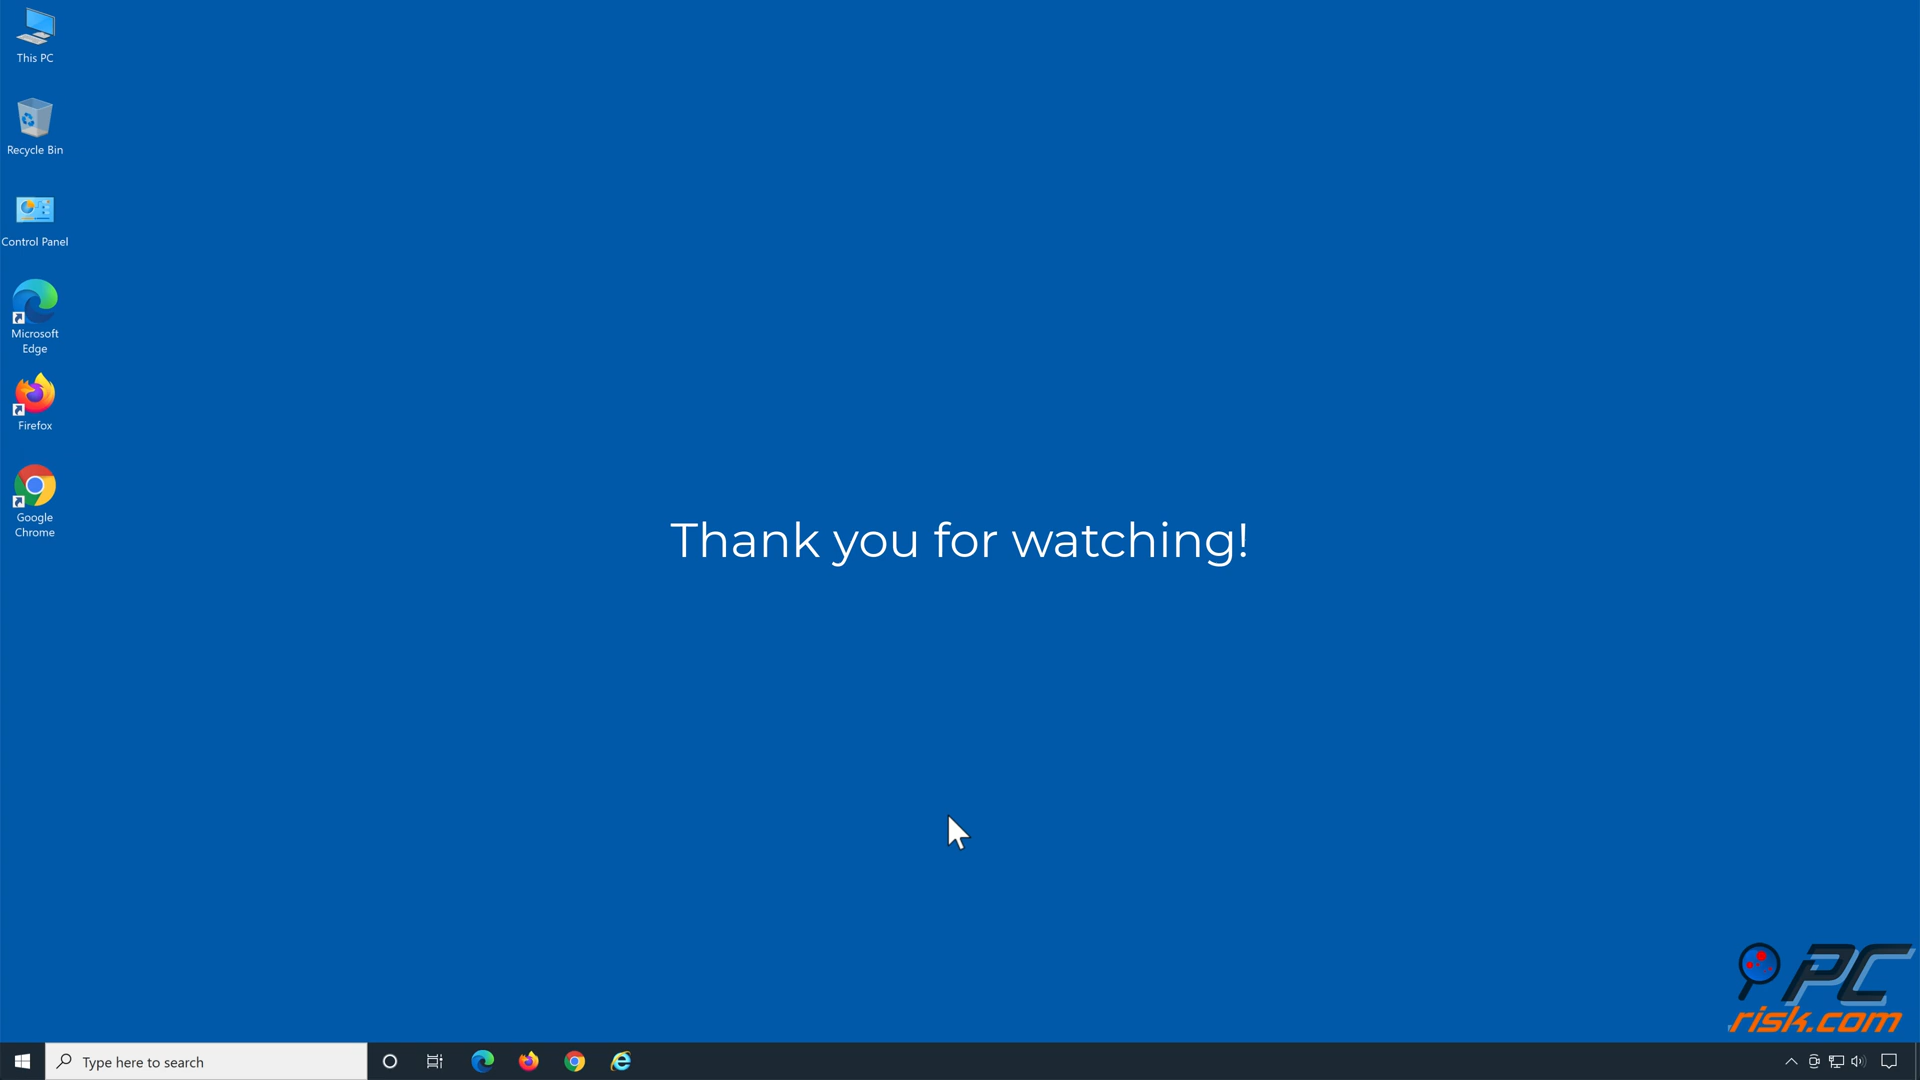 This PC
Recycle Bin
Control Panel
Microsoft
Edge
Firefox
Google
Chrome
Thank you for watching!
PC
risk.com
Type here to search